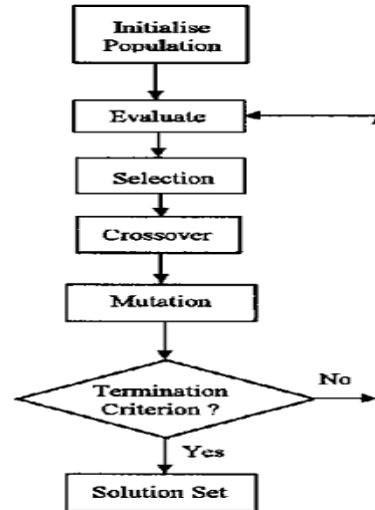 Initialise
Population
Evaluate
Selection
Crossover
Mutation
Termination
Criterion ?
No
Yes
Solution Set